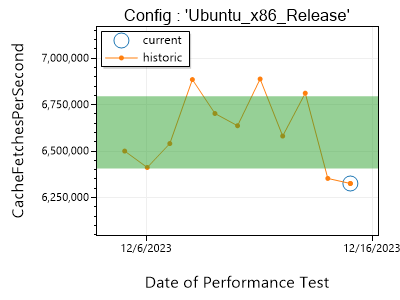 Config : 'Ubuntu_x86_Release'
current
historic
CacheFetchesPerSecond
7,000,000
6,750,000
6,500,000
6,250,000
12/6/2023
12/16/2023
Date of Performance Test